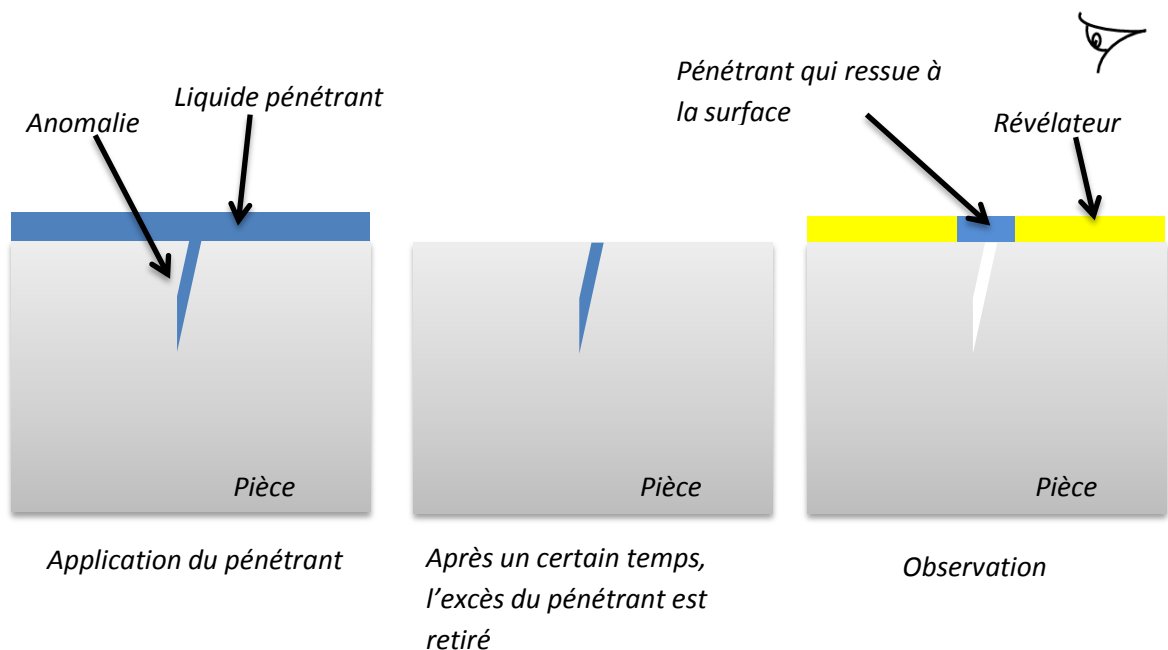 Liquide pénétrant
Anomalie
Pénétrant qui ressue à
la surface
Révélateur
Pièce
Pièce
Pièce
Application du pénétrant
Après un certain temps,
l’excès du pénétrant est
retiré
Observation